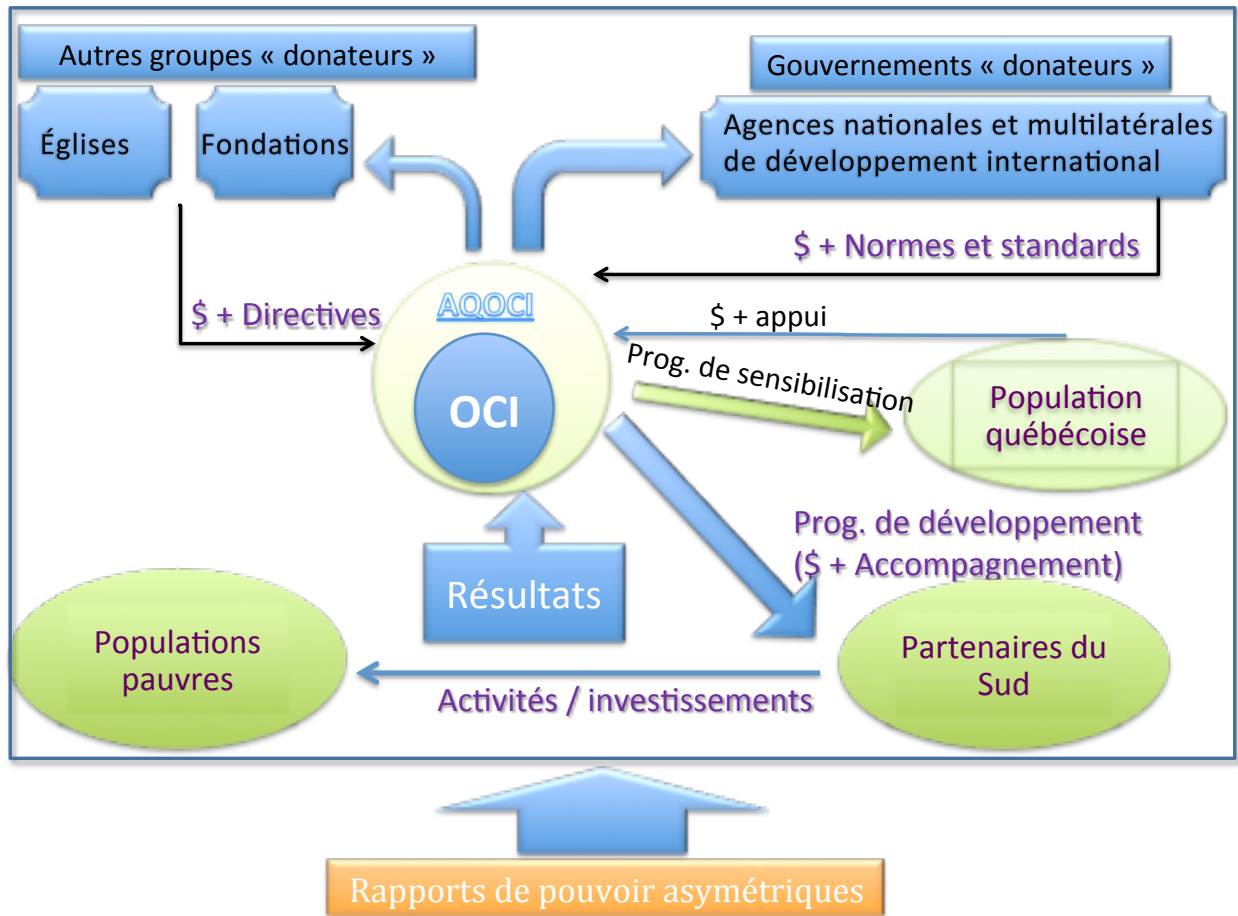 Autres groupes « donateurs »
Gouvernements « donateurs »
Églises
Fondations
Agences nationales et multilatérales
de développement international
$ + Normes et standards
$ + Directives
AQOCI
OCI
$ + appui
Prog. de sensibilisation
Population
québécoise
Prog. de développement
($ + Accompagnement)
Résultats
Populations
pauvres
Partenaires du
Sud
Activités / investissements
Rapports de pouvoir asymétriques